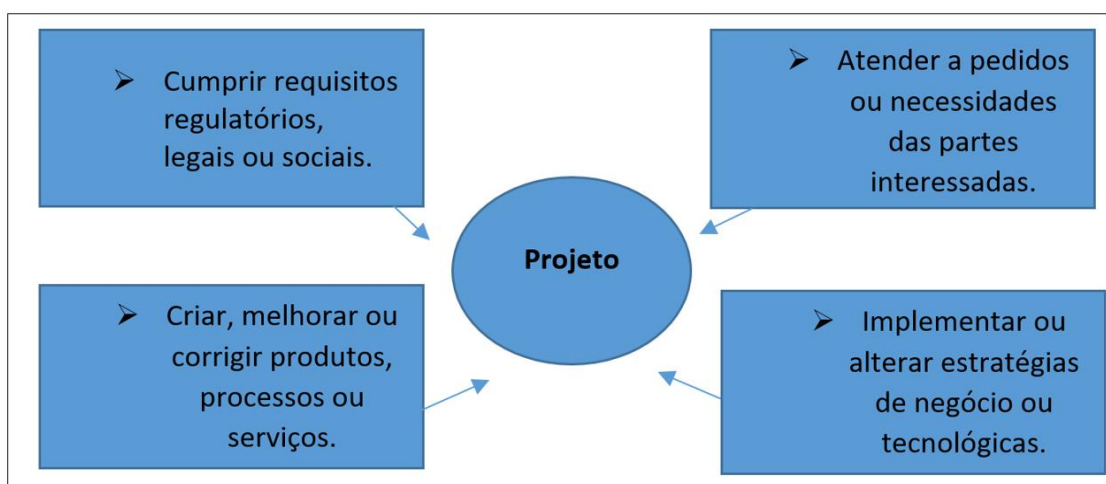 ➢ Cumprir requisitos
regulatórios,
legais ou sociais.
➢ Atender a pedidos
ou necessidades
das partes
interessadas.
Projeto
➢ Criar, melhorar ou
corrigir produtos,
processos ou
serviços.
➢ Implementar ou
alterar estratégias
de negócio ou
tecnológicas.